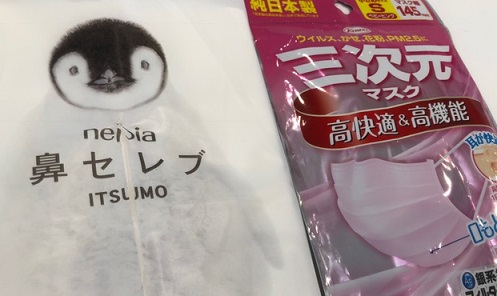 nepia
鼻セレブ
ITSUMO
純日本製
S
145
ウイルス、かぜ、花粉、PM2.5に
三次元
マスク
高快適&高機能